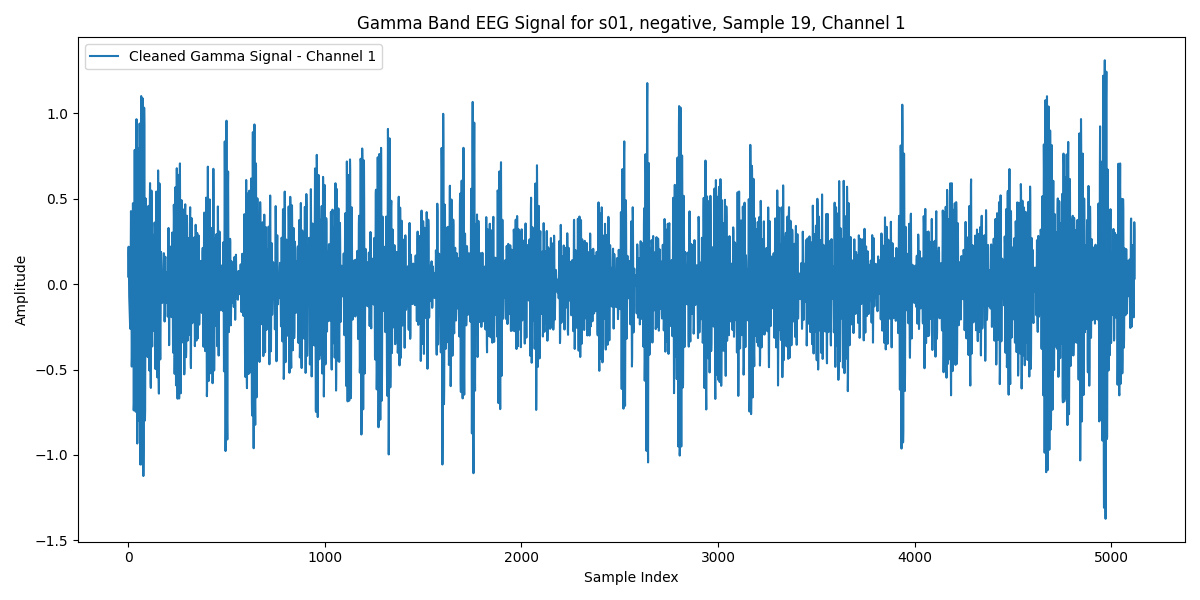 Gamma Band EEG Signal for s01, negative, Sample 19, Channel 1
Cleaned Gamma Signal - Channel 1
1.0
0.5
0.0
−0.5
−1.0
−1.5
Amplitude
0 1000 2000 3000 4000 5000
Sample Index